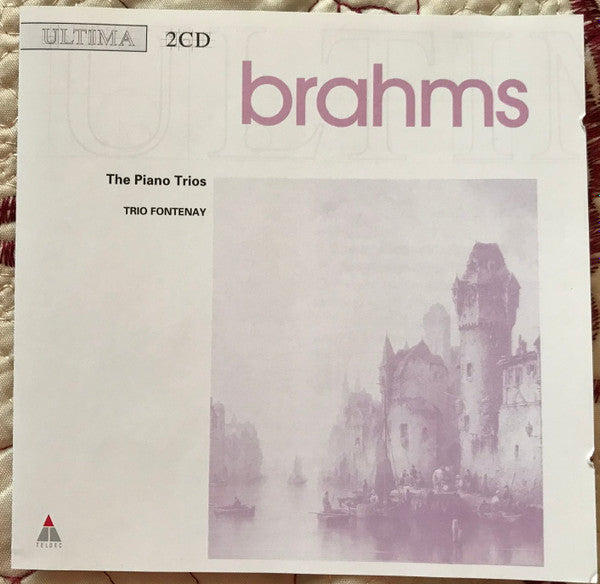 ULTIMA 2CD
brahms
The Piano Trios
TRIO FONTENAY
TELDEC